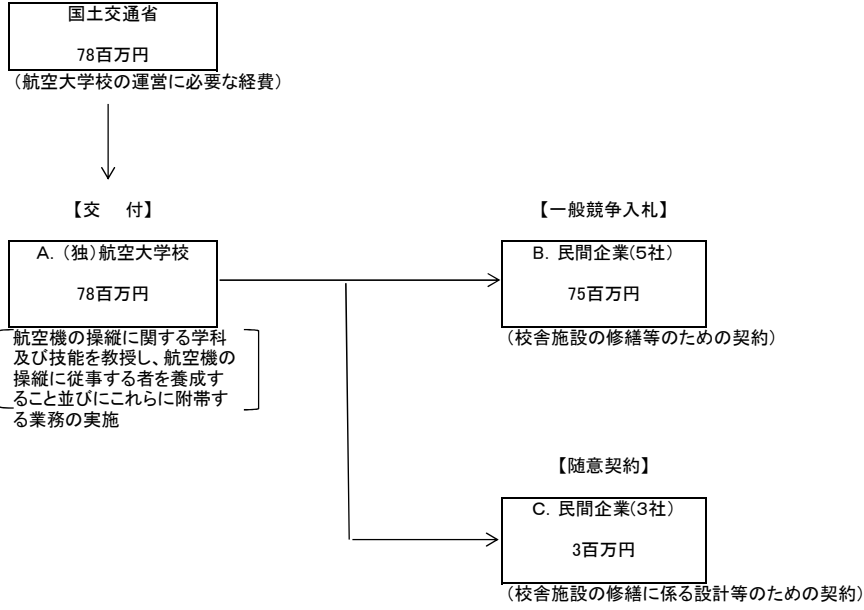 国土交通省
78百万円
(航空大学校の運営に必要な経費)
【交　付】
A.（独）航空大学校
78百万円
航空機の操縦に関する学科
及び技能を教授し、航空機の
操縦に従事する者を養成す
ること並びにこれらに附帯す
る業務の実施
【一般競争入札】
B. 民間企業(5社)
75百万円
(校舎施設の修繕等のための契約)
【随意契約】
C. 民間企業(3社)
3百万円
(校舎施設の修繕に係る設計等のための契約)